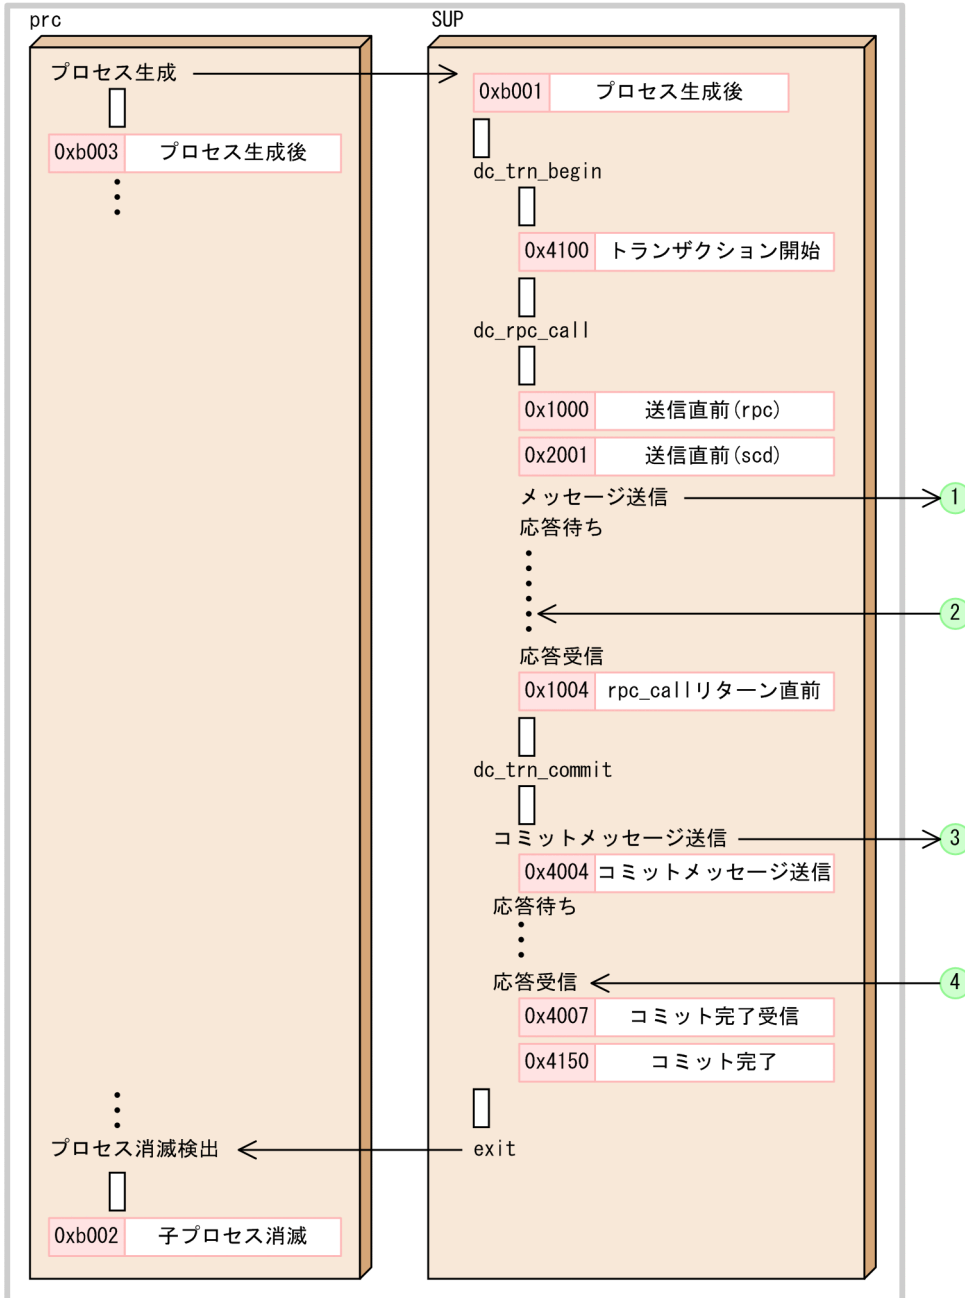 prc
SUP
プロセス生成
0xb001 プロセス生成後
0xb003 プロセス生成後
dc_trn_begin
0x4100 トランザクション開始
dc_rpc_call
0x1000 送信直前(rpc)
0x2001 送信直前(scd)
メッセージ送信
1
応答待ち
2
応答受信
0x1004 rpc_callリターン直前
dc_trn_commit
コミットメッセージ送信
3
0x4004 コミットメッセージ送信
応答待ち
応答受信
4
0x4007 コミット完了受信
0x4150 コミット完了
プロセス消滅検出
exit
0xb002 子プロセス消滅